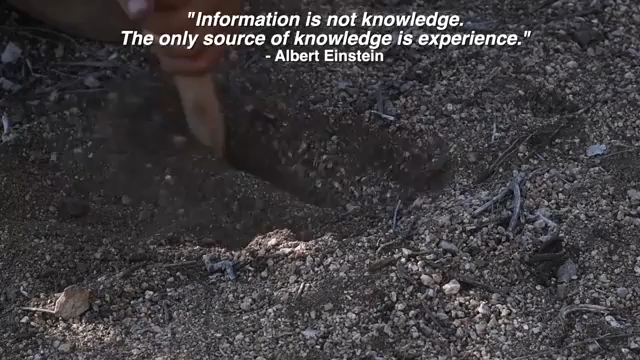 "Information is not knowledge.
The only source of knowledge is experience."
- Albert Einstein